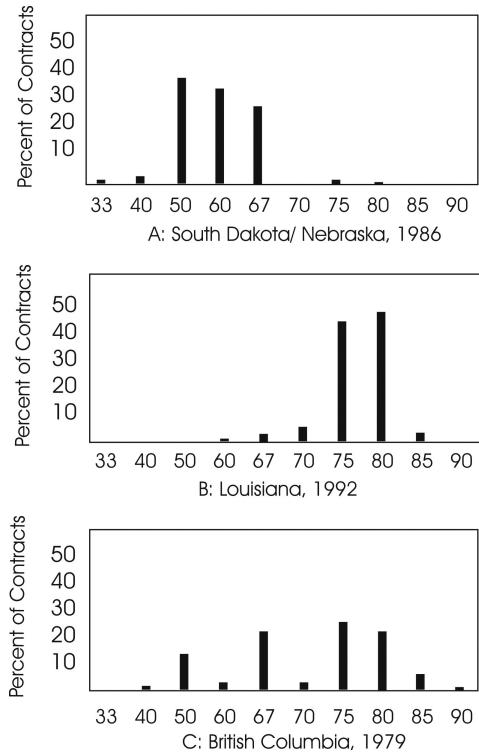 Percent of Contracts
50
40
30
20
10
33 40 50 60 67 70 75 80 85 90
A: South Dakota/ Nebraska, 1986
Percent of Contracts
50
40
30
20
10
33 40 50 60 67 70 75 80 85 90
B: Louisiana, 1992
Percent of Contracts
50
40
30
20
10
33 40 50 60 67 70 75 80 85 90
C: British Columbia, 1979